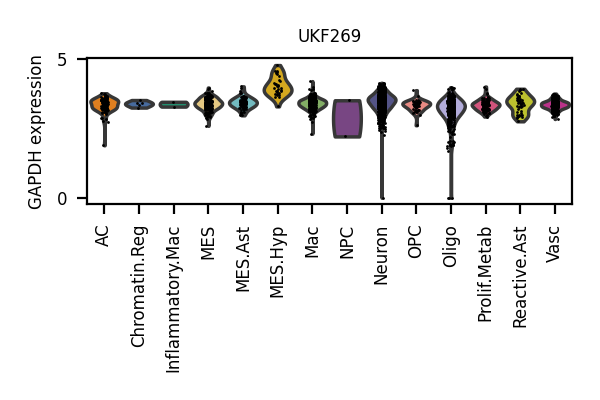 UKF269
GAPDH expression
5
0
AC
Chromatin.Reg
Inflammatory.Mac
MES
MES.Ast
MES.Hyp
Mac
NPC
Neuron
OPC
Oligo
Prolif.Metab
Reactive.Ast
Vasc